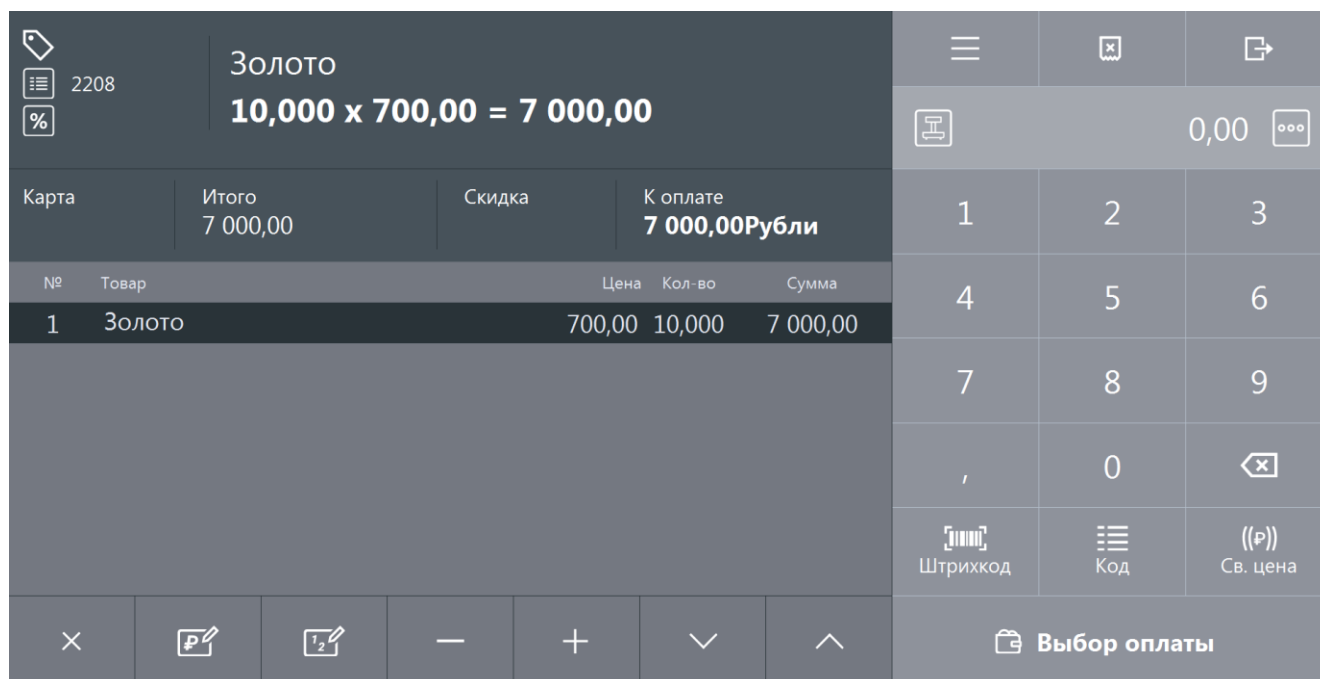 Золото
2208
%
10,000 x 700,00 = 7 000,00
0,00
Карта Итого Скидка К оплате
7 000,00 7 000,00Рубли
1 2 3
№ Товар Цена Кол-во Сумма
1 Золото 700,00 10,000 7 000,00
4 5 6
7 8 9
, 0
Штрихкод Код ((₽)) Св. цена
₽ 1 2
Выбор оплаты